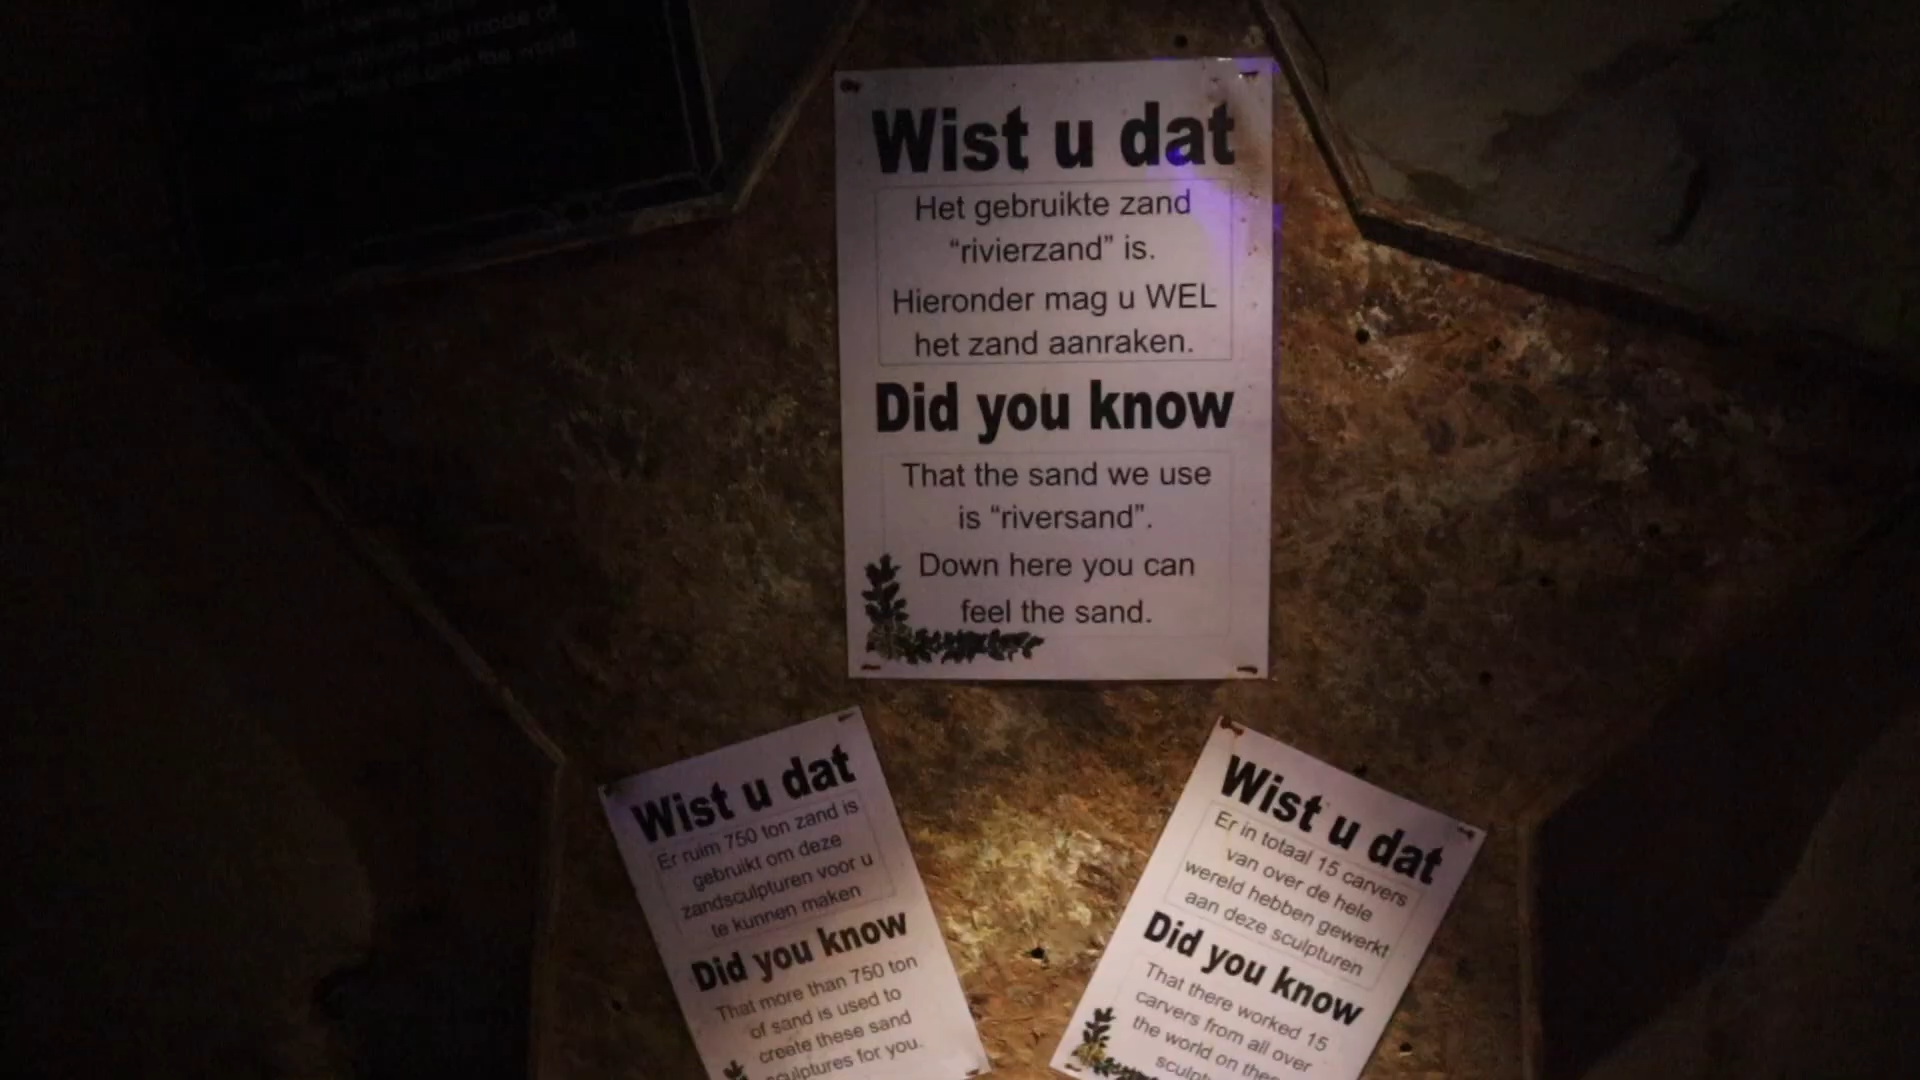 are made of
the world
Wist u dat
Het gebruikte zand
“rivierzand” is.
Hieronder mag u WEL
het zand aanraken.
Did you know
That the sand we use
is “riversand”.
Down here you can
feel the sand.
Wist u dat
Er ruim 750 ton zand is
gebruikt om deze
zandsculpturen voor u
te kunnen maken
Did you know
That more than 750 ton
of sand is used to
create these sand
sculptures for you.
Wist u dat
Er in totaal 15 carvers
van over de hele
wereld hebben gewerkt
aan deze sculpturen
Did you know
That there worked 15
carvers from all over
the world on